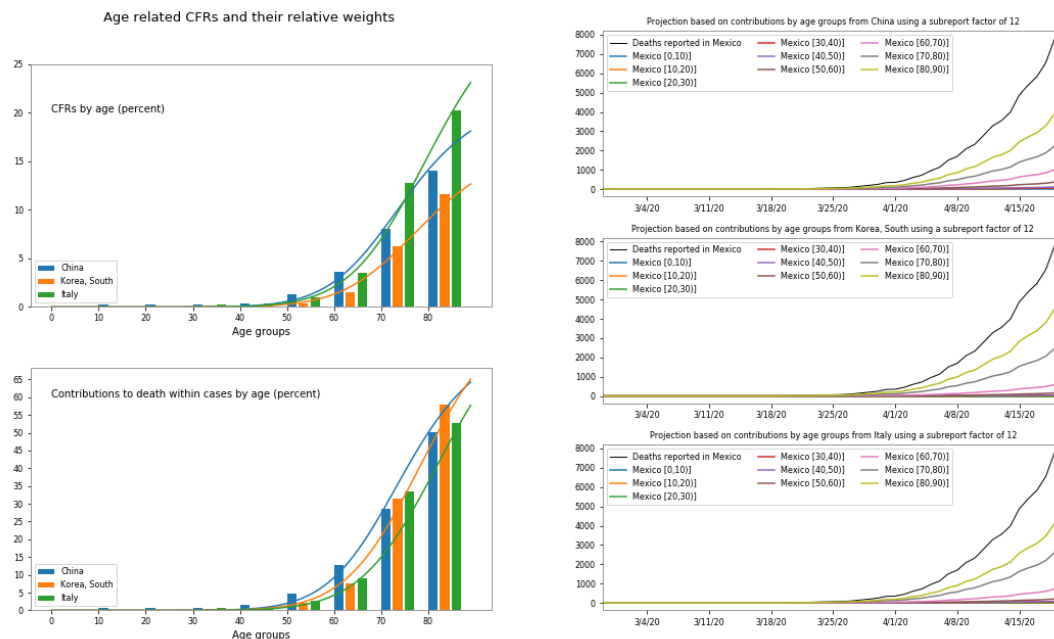 Age related CFRs and their relative weights
CFRs by age (percent)
25
20
15
10
5
0
China
Korea, South
Italy
0 10 20 30 40 50 60 70 80
Age groups
Contributions to death within cases by age (percent)
65
60
55
50
45
40
35
30
25
20
15
10
5
0
China
Korea, South
Italy
0 10 20 30 40 50 60 70 80
Age groups
Projection based on contributions by age groups from China using a subreport factor of 12
8000
7000
6000
5000
4000
3000
2000
1000
0
Deaths reported in Mexico
Mexico [0,10)]
Mexico [10,20)]
Mexico [20,30)]
Mexico [30,40)]
Mexico [40,50)]
Mexico [50,60)]
Mexico [60,70)]
Mexico [70,80)]
Mexico [80,90)]
3/4/20 3/11/20 3/18/20 3/25/20 4/1/20 4/8/20 4/15/20
Projection based on contributions by age groups from Korea, South using a subreport factor of 12
8000
7000
6000
5000
4000
3000
2000
1000
0
Deaths reported in Mexico
Mexico [0,10)]
Mexico [10,20)]
Mexico [20,30)]
Mexico [30,40)]
Mexico [40,50)]
Mexico [50,60)]
Mexico [60,70)]
Mexico [70,80)]
Mexico [80,90)]
3/4/20 3/11/20 3/18/20 3/25/20 4/1/20 4/8/20 4/15/20
Projection based on contributions by age groups from Italy using a subreport factor of 12
8000
7000
6000
5000
4000
3000
2000
1000
0
Deaths reported in Mexico
Mexico [0,10)]
Mexico [10,20)]
Mexico [20,30)]
Mexico [30,40)]
Mexico [40,50)]
Mexico [50,60)]
Mexico [60,70)]
Mexico [70,80)]
Mexico [80,90)]
3/4/20 3/11/20 3/18/20 3/25/20 4/1/20 4/8/20 4/15/20